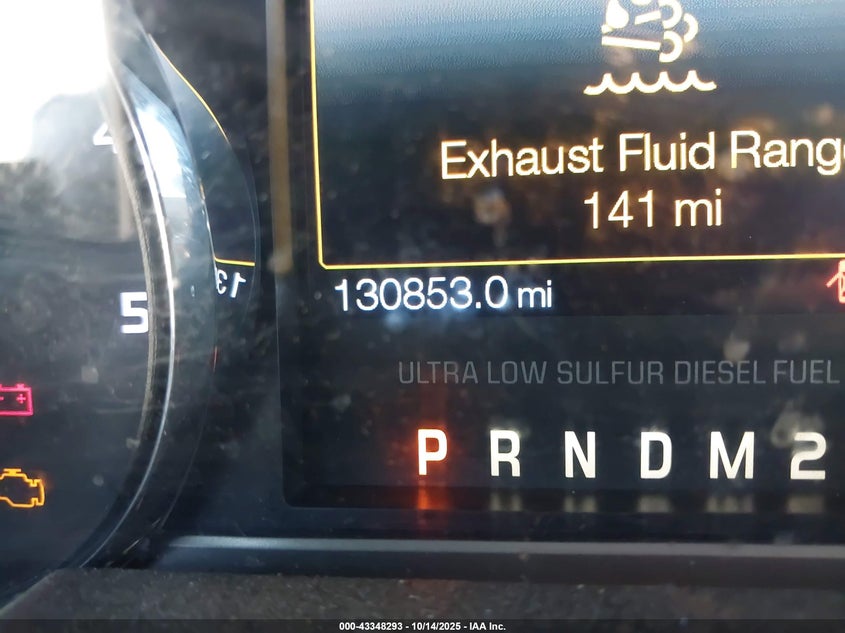 Exhaust Fluid Range
141 mi
130853.0 mi
5
ULTRA LOW SULFUR DIESEL FUEL
P R N D M 2
000-43348293 - 10/14/2025 - IAA Inc.